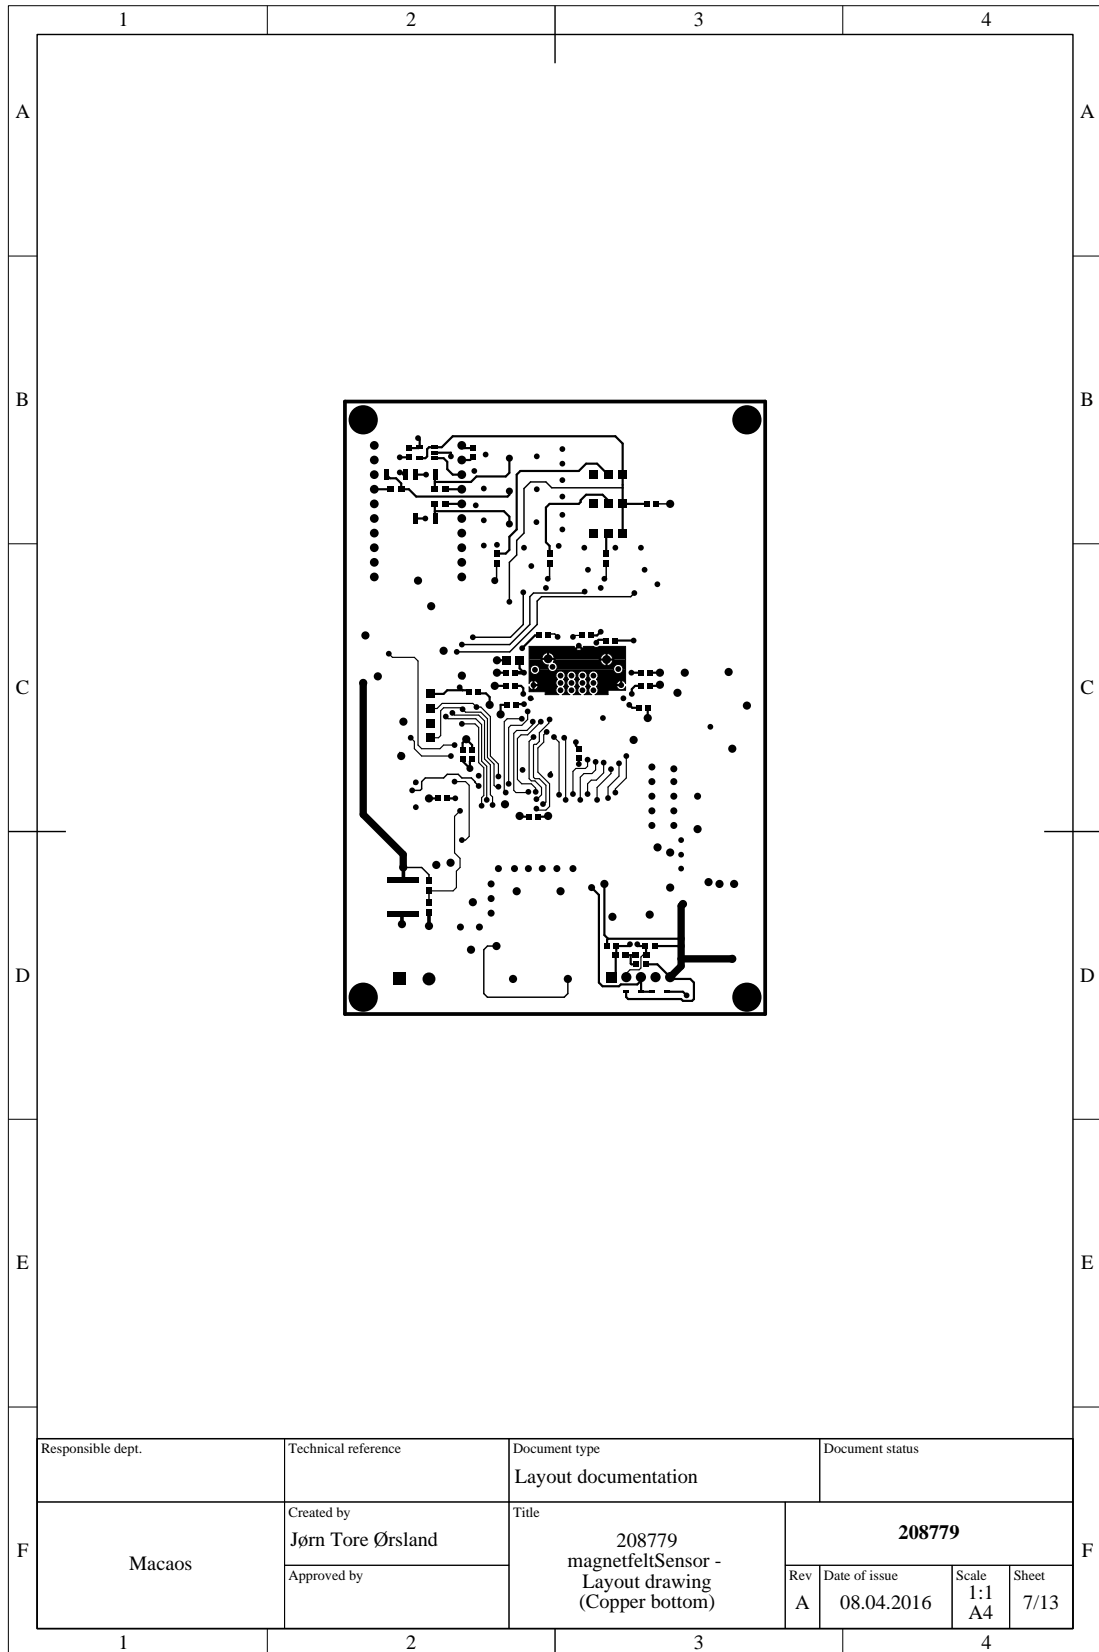 1 2 3 4
A A
B B
C C
D D
E E
Responsible dept. Technical reference Document type Document status
Layout documentation
Created by Title
Jørn Tore Ørsland 208779 208779
F Macaos magnetfeltSensor - F
Approved by Layout drawing Rev Date of issue Scale Sheet
(Copper bottom) A 08.04.2016 1:1 7/13
A4
1 2 3 4